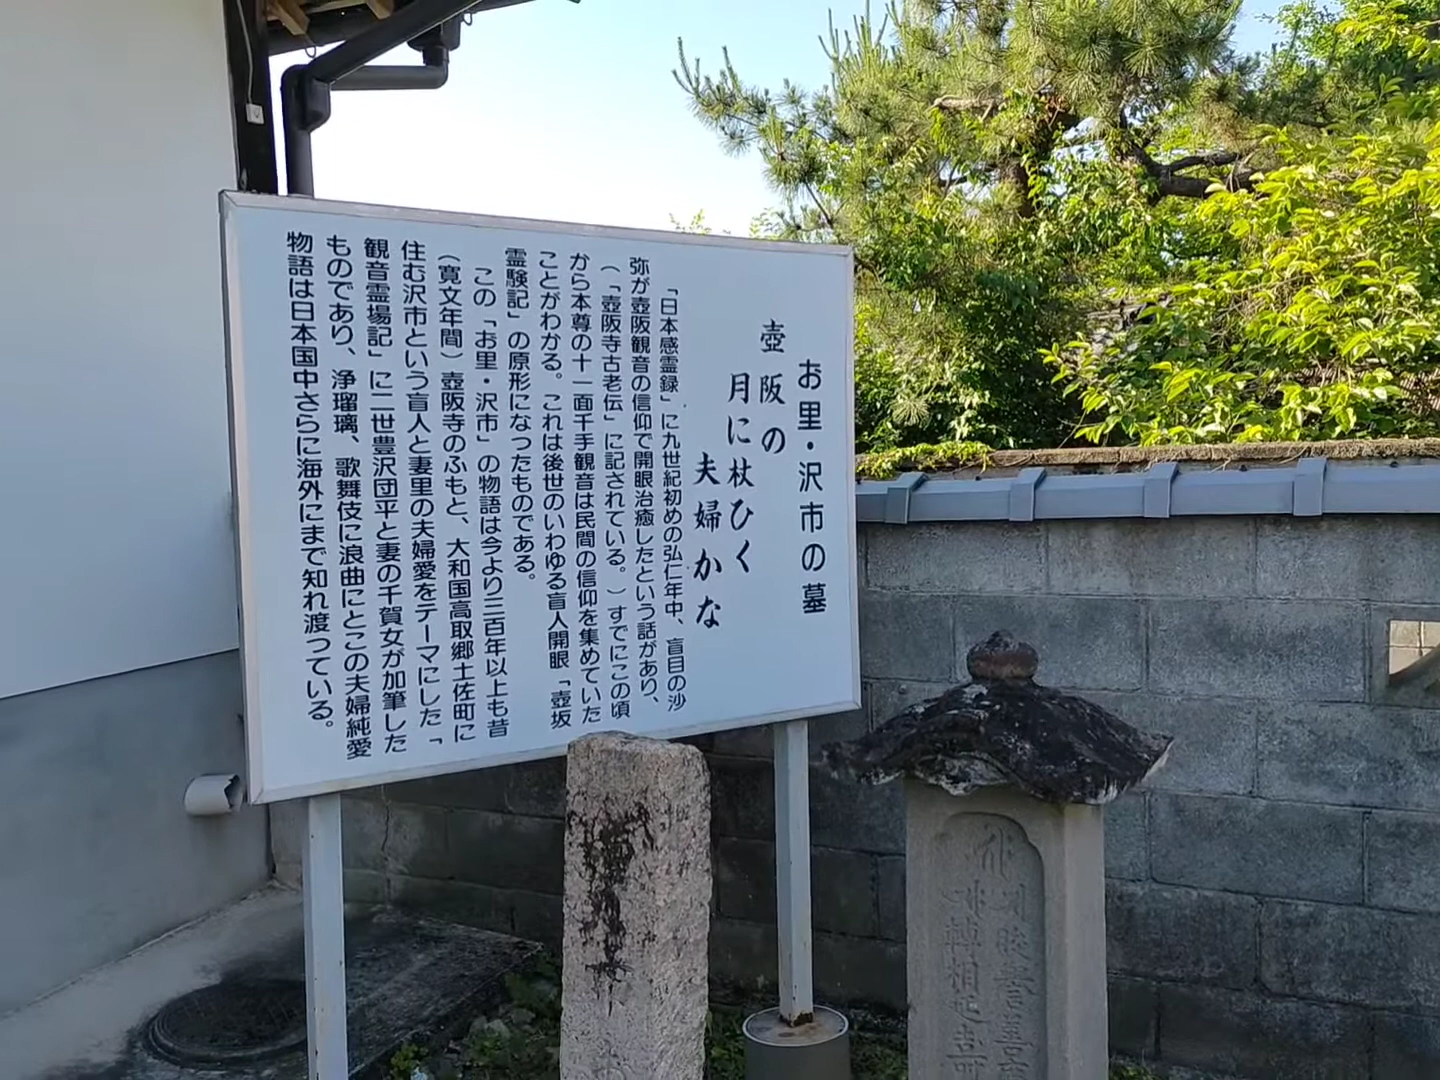 お里・沢市の墓
壺阪の
月に杖ひく
夫婦かな
「日本感霊録」に九世紀初めの弘仁年中、盲目の沙
弥が壺阪観音の信仰で開眼治癒したという話があり、
(「壺阪寺古老伝」に記されている。)すでにこの頃
から本尊の十一面千手観音は民間の信仰を集めていた
ことがわかる。これは後世のいわゆる盲人開眼「壺坂
霊験記」の原形になったものである。
この「お里・沢市」の物語は今より三百年以上も昔
(寛文年間)壺阪寺のふもと、大和国高取郷土佐町に
住む沢市という盲人と妻里の夫婦愛をテーマにした「
観音霊場記」に二世豊沢団平と妻の千賀女が加筆した
ものであり、浄瑠璃、歌舞伎に浪曲にとこの夫婦純愛
物語は日本国中さらに海外にまで知れ渡っている。